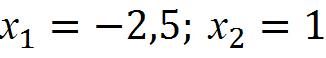 x₁ = −2,5; x₂ = 1